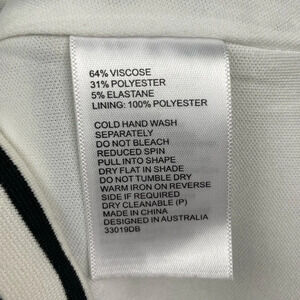 64% VISCOSE
31% POLYESTER
5% ELASTANE
LINING: 100% POLYESTER
COLD HAND WASH
SEPARATELY
DO NOT BLEACH
REDUCED SPIN
PULL INTO SHAPE
DRY FLAT IN SHADE
DO NOT TUMBLE DRY
WARM IRON ON REVERSE
SIDE IF REQUIRED
DRY CLEANABLE (P)
MADE IN CHINA
DESIGNED IN AUSTRALIA
33019DB